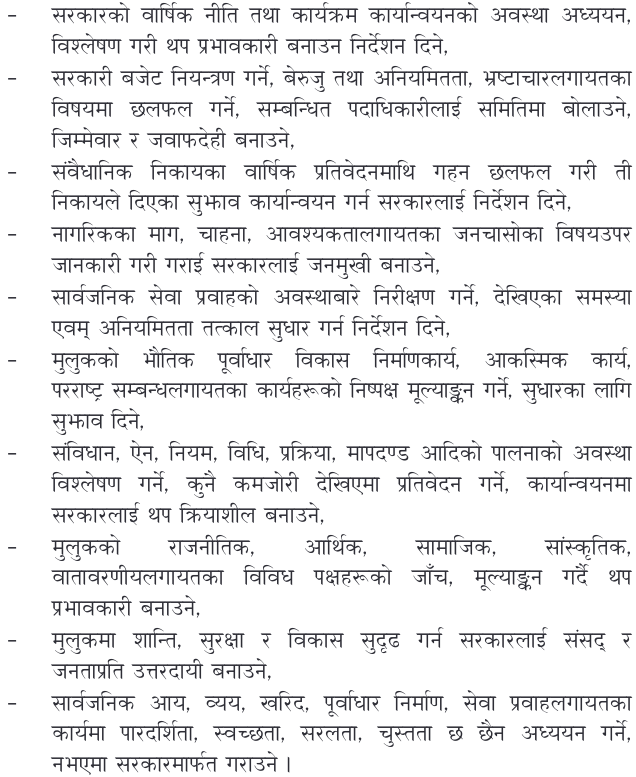 – सरकारको वार्षिक नीति तथा कार्यक्रम कार्यान्वयनको अवस्था अध्ययन,
विश्लेषण गरी थप प्रभावकारी बनाउन निर्देशन दिने,
– सरकारी बजेट नियन्त्रण गर्ने, बेरुजु तथा अनियमितता, भ्रष्टाचारलगायतका
विषयमा छलफल गर्ने, सम्बन्धित पदाधिकारीलाई समितिमा बोलाउने,
जिम्मेवार र जवाफदेही बनाउने,
– संवैधानिक निकायका वार्षिक प्रतिवेदनमाथि गहन छलफल गरी ती
निकायले दिएका सुझाव कार्यान्वयन गर्न सरकारलाई निर्देशन दिने,
– नागरिकका माग, चाहना, आवश्यकतालगायतका जनचासोका विषयउपर
जानकारी गरी गराई सरकारलाई जनमुखी बनाउने,
– सार्वजनिक सेवा प्रवाहको अवस्थाबारे निरीक्षण गर्ने, देखिएका समस्या
एवम् अनियमितता तत्काल सुधार गर्न निर्देशन दिने,
– मुलुकको भौतिक पूर्वाधार विकास निर्माणकार्य, आकस्मिक कार्य,
परराष्ट्र सम्बन्धलगायतका कार्यहरूको निष्पक्ष मूल्याङ्कन गर्ने, सुधारका लागि
सुझाव दिने,
– संविधान, ऐन, नियम, विधि, प्रक्रिया, मापदण्ड आदिको पालनाको अवस्था
विश्लेषण गर्ने, कुनै कमजोरी देखिएमा प्रतिवेदन गर्ने, कार्यान्वयनमा
सरकारलाई थप क्रियाशील बनाउने,
– मुलुकको राजनीतिक, आर्थिक, सामाजिक, सांस्कृतिक,
वातावरणीयलगायतका विविध पक्षहरूको जाँच, मूल्याङ्कन गर्दै थप
प्रभावकारी बनाउने,
– मुलुकमा शान्ति, सुरक्षा र विकास सुदृढ गर्न सरकारलाई संसद् र
जनताप्रति उत्तरदायी बनाउने,
– सार्वजनिक आय, व्यय, खरिद, पूर्वाधार निर्माण, सेवा प्रवाहलगायतका
कार्यमा पारदर्शिता, स्वच्छता, सरलता, चुस्तता छ छैन अध्ययन गर्ने,
नभएमा सरकारमार्फत गराउने ।